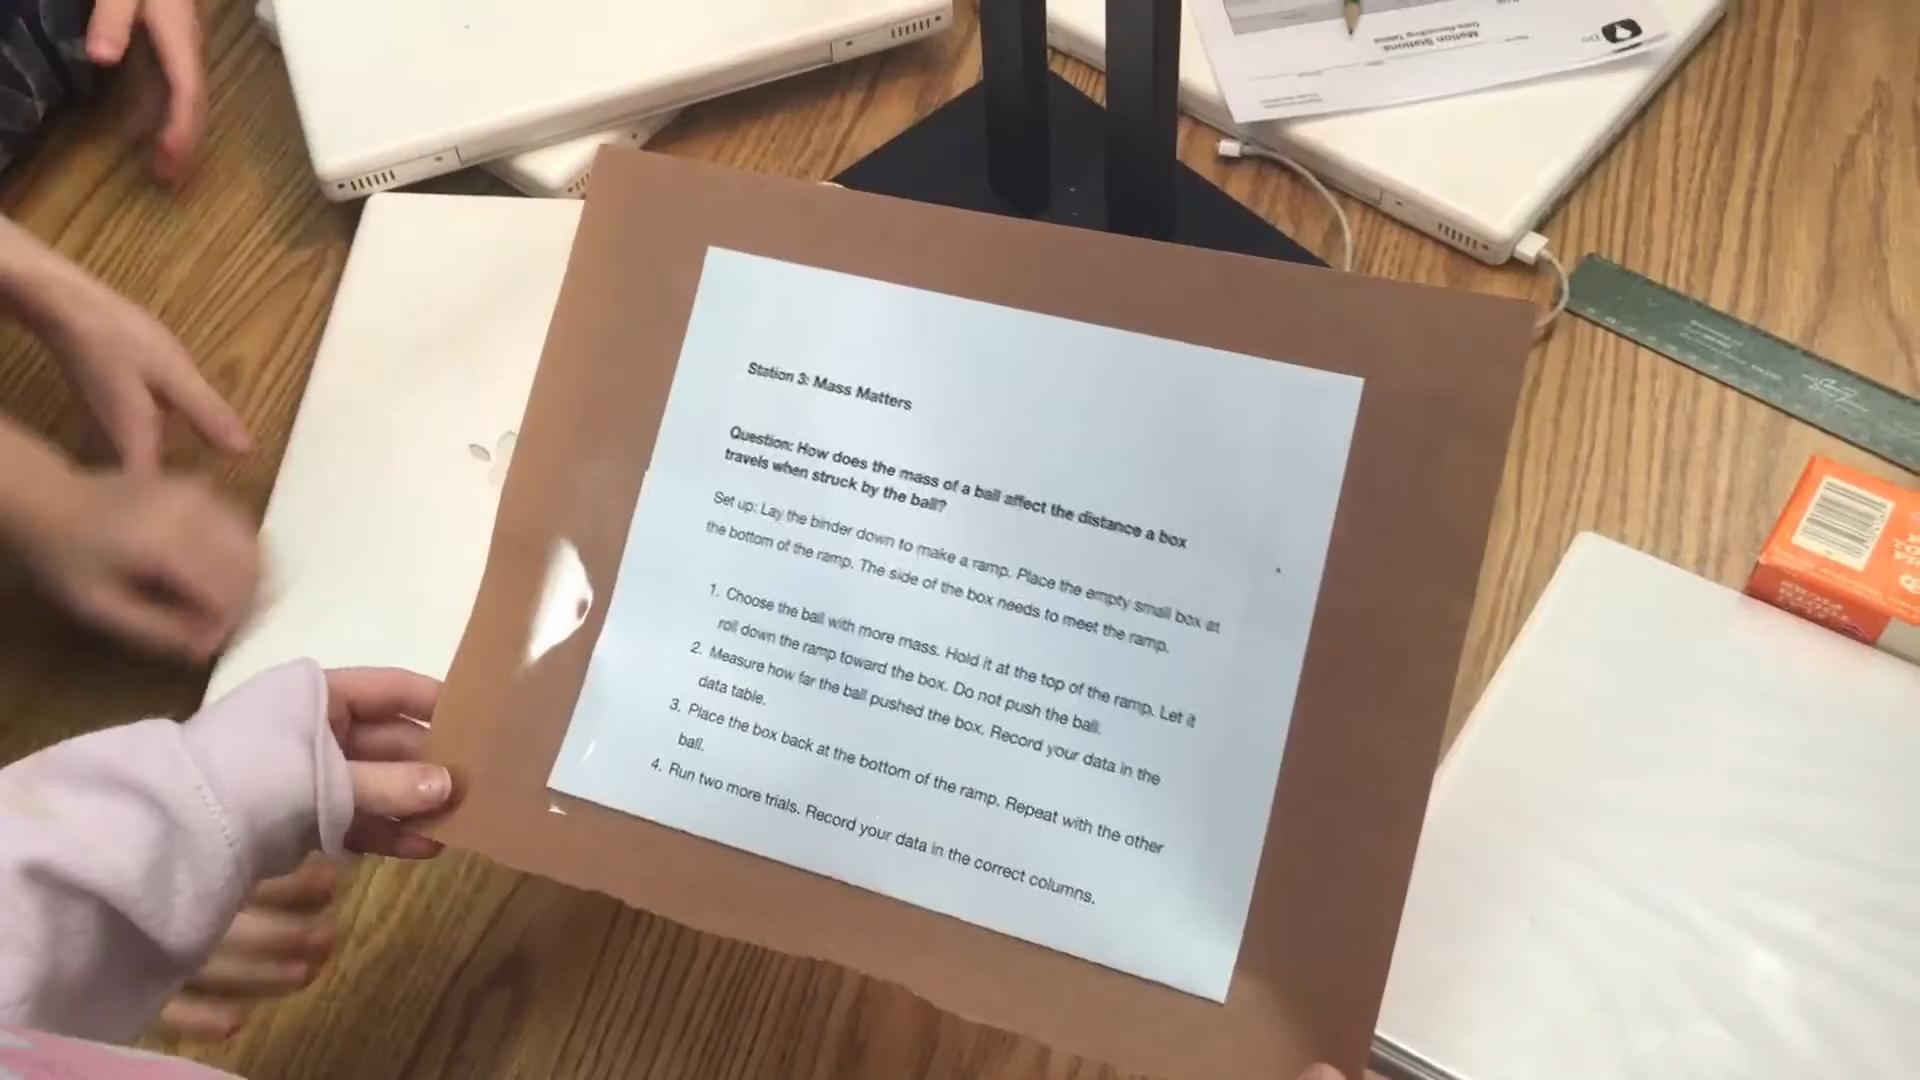 Motion Stations
Data Recording Tables
Station 3: Mass Matters
Question: How does the mass of a ball affect the distance a box
travels when struck by the ball?
Set up: Lay the binder down to make a ramp. Place the empty small box at
the bottom of the ramp. The side of the box needs to meet the ramp.
1. Choose the ball with more mass. Hold it at the top of the ramp. Let it
roll down the ramp toward the box. Do not push the ball.
2. Measure how far the ball pushed the box. Record your data in the
data table.
3. Place the box back at the bottom of the ramp. Repeat with the other
ball.
4. Run two more trials. Record your data in the correct columns.